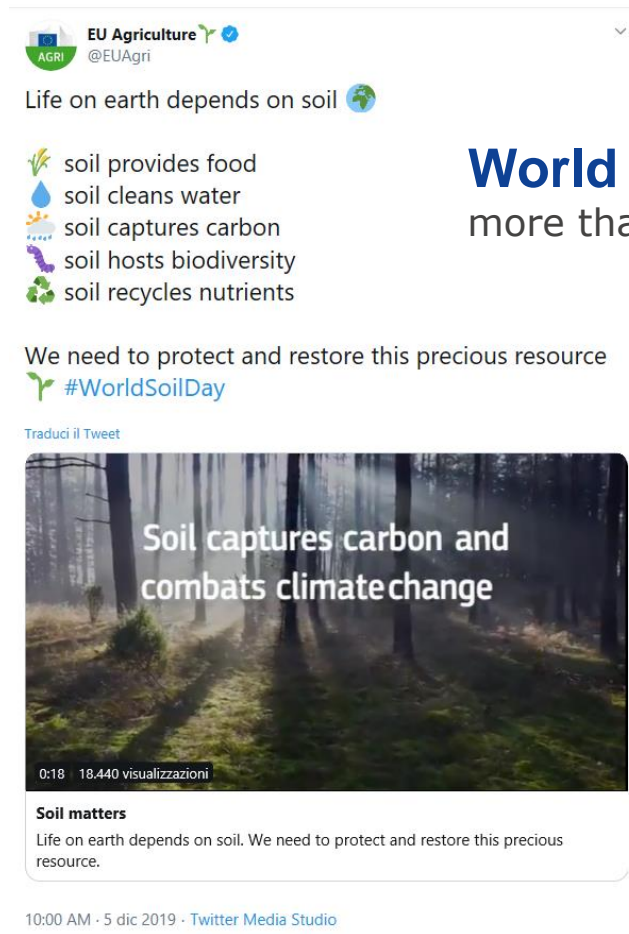 EU Agriculture
@EUAgri
AGRI
Life on earth depends on soil
soil provides food
soil cleans water
soil captures carbon
soil hosts biodiversity
soil recycles nutrients
World
more tha
We need to protect and restore this precious resource
#WorldSoilDay
Traduci il Tweet
Soil captures carbon and
combats climate change
0:18 18.440 visualizzazioni
Soil matters
Life on earth depends on soil. We need to protect and restore this precious
resource.
10:00 AM · 5 dic 2019 · Twitter Media Studio